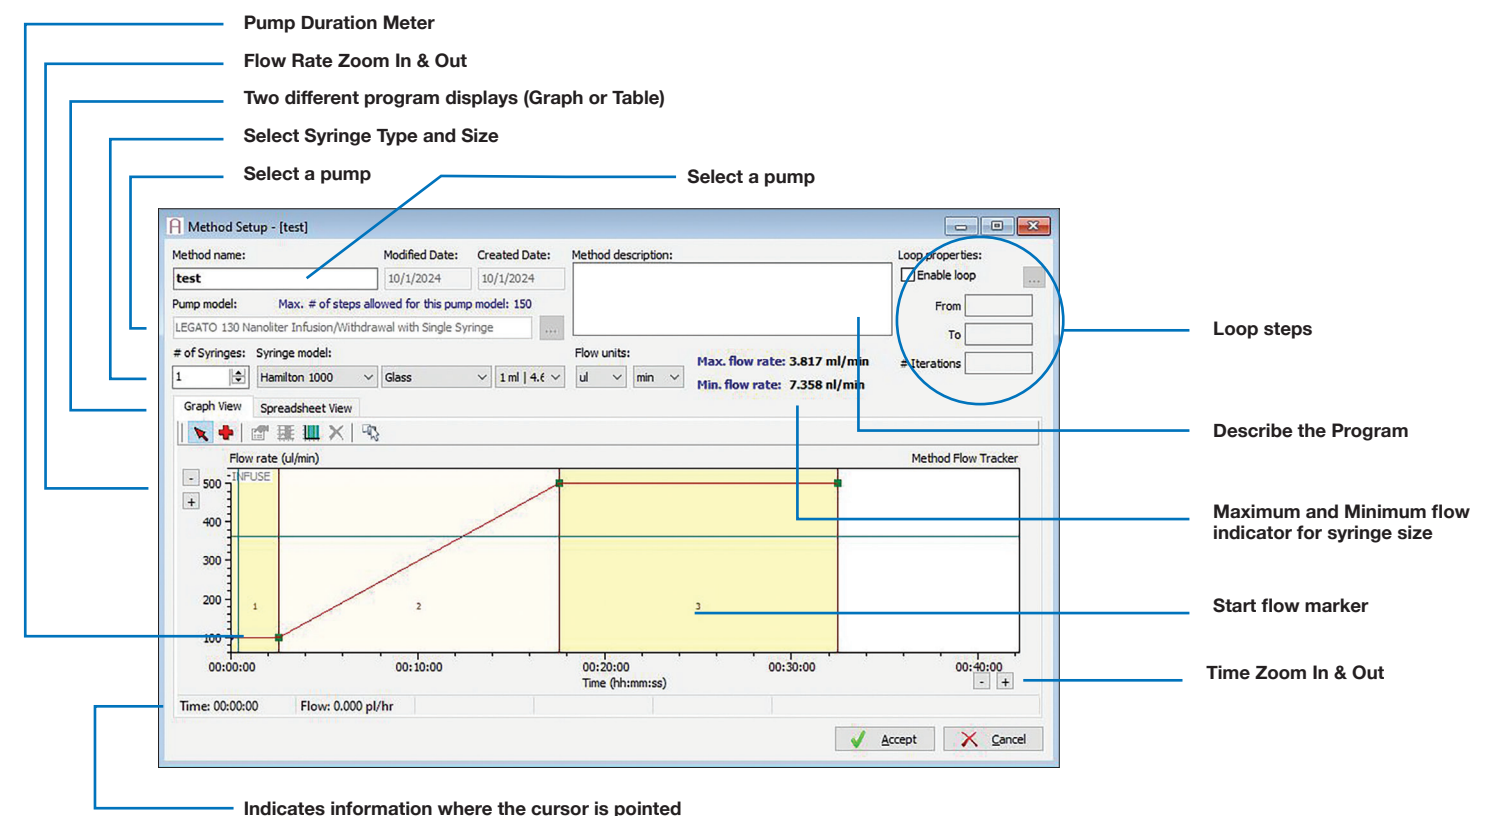 Pump Duration Meter
Flow Rate Zoom In & Out
Two different program displays (Graph or Table)
Select Syringe Type and Size
Select a pump
Select a pump
Method Setup - [test]
Method name:
Modified Date:
Created Date:
Method description:
Loop properties:
test
10/1/2024
10/1/2024
Enable loop
...
Pump model:
Max. # of steps allowed for this pump model: 150
From
LEGATO 130 Nanoliter Infusion/Withdrawal with Single Syringe
...
To
Loop steps
# of Syringes:
Syringe model:
Flow units:
Max. flow rate: 3.817 ml/min
# Iterations
1
Hamilton 1000
Glass
1 ml | 4.6
ul
min
Min. flow rate: 7.358 nl/min
Graph View
Spreadsheet View
Describe the Program
Flow rate (ul/min)
Method Flow Tracker
INFUSE
-
+
500
400
300
200
100
1
2
3
Maximum and Minimum flow
indicator for syringe size
Start flow marker
00:00:00
00:10:00
00:20:00
00:30:00
00:40:00
Time (hh:mm:ss)
-
+
Time Zoom In & Out
Time: 00:00:00
Flow: 0.000 pl/hr
Accept
Cancel
Indicates information where the cursor is pointed